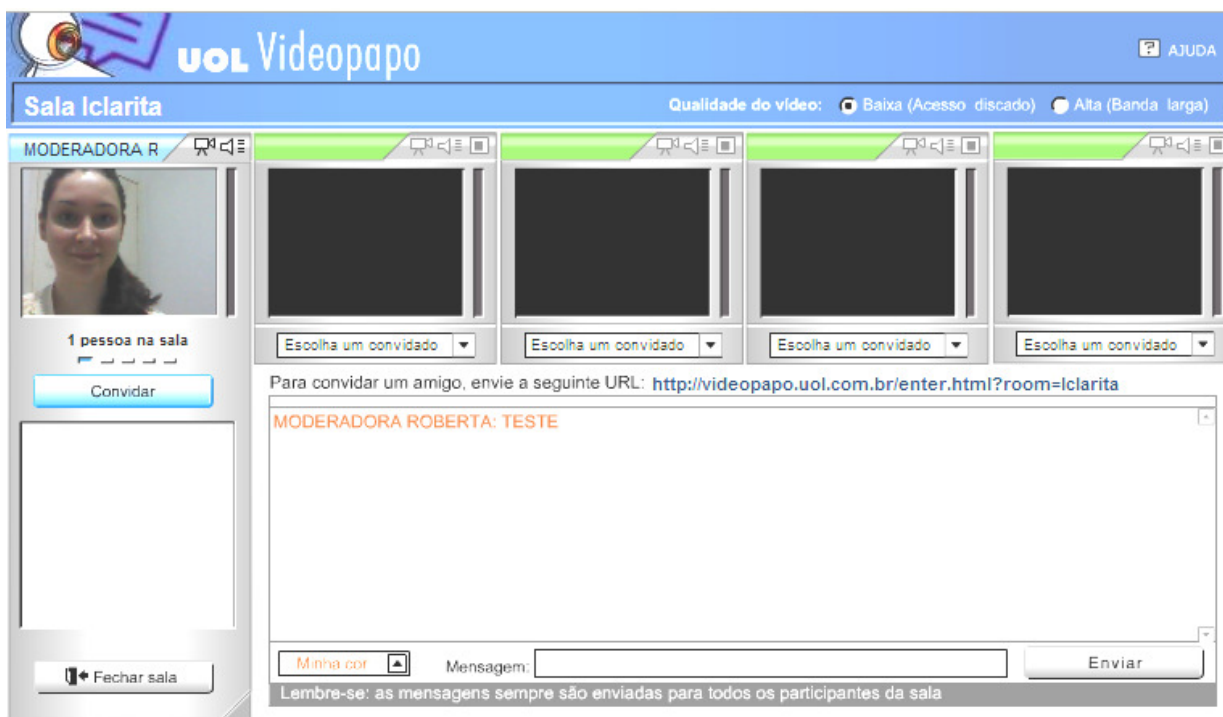 UOL Videopapo
? AJUDA
Sala Iclarita
Qualidade do vídeo: Baixa (Acesso discado) Alta (Banda larga)
MODERADORA R
1 pessoa na sala
Convidar
Escolha um convidado
Escolha um convidado
Escolha um convidado
Escolha um convidado
Para convidar um amigo, envie a seguinte URL: http://videopapo.uol.com.br/enter.html?room=Iclarita
MODERADORA ROBERTA: TESTE
Minha cor
Mensagem:
Enviar
Fechar sala
Lembre-se: as mensagens sempre são enviadas para todos os participantes da sala